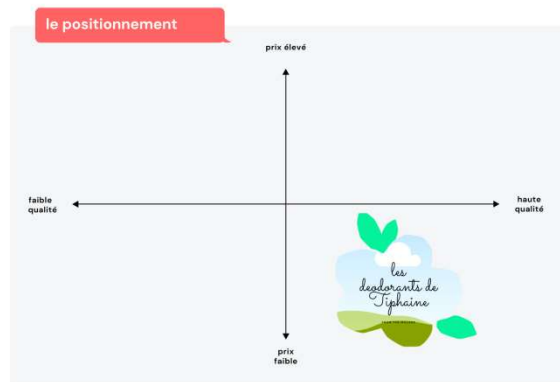 le positionnement
prix élevé
faible
qualité
haute
qualité
les
deodorants de
Tiphaine
prix
faible